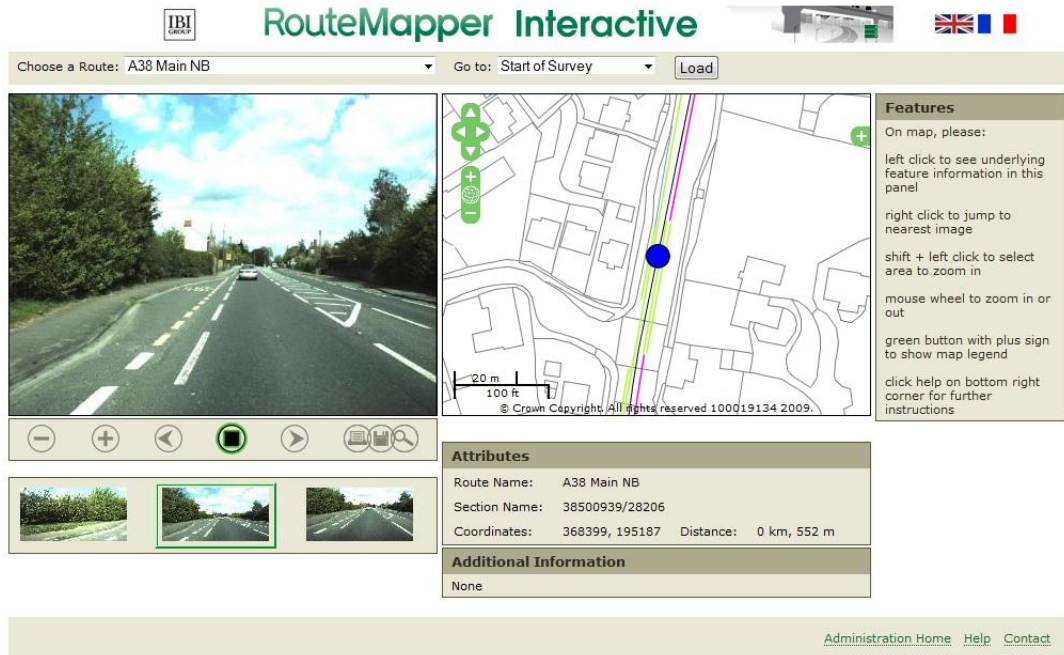 IBI
GROUP
RouteMapper Interactive
Choose a Route: A38 Main NB
Go to: Start of Survey
Load
20 m
100 ft
© Crown Copyright. All rights reserved 100019134 2009.
Features
On map, please:
left click to see underlying
feature information in this
panel
right click to jump to
nearest image
shift + left click to select
area to zoom in
mouse wheel to zoom in or
out
green button with plus sign
to show map legend
click help on bottom right
corner for further
instructions
Attributes
Route Name: A38 Main NB
Section Name: 38500939/28206
Coordinates: 368399, 195187 Distance: 0 km, 552 m
Additional Information
None
Administration Home Help Contact